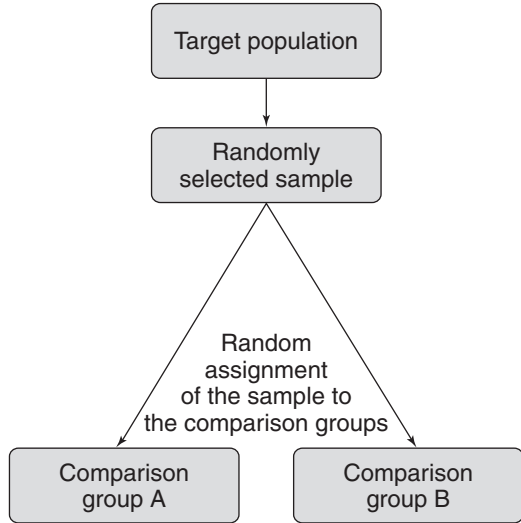 Target population
Randomly
selected sample
Random
assignment
of the sample to
the comparison groups
Comparison
group A
Comparison
group B